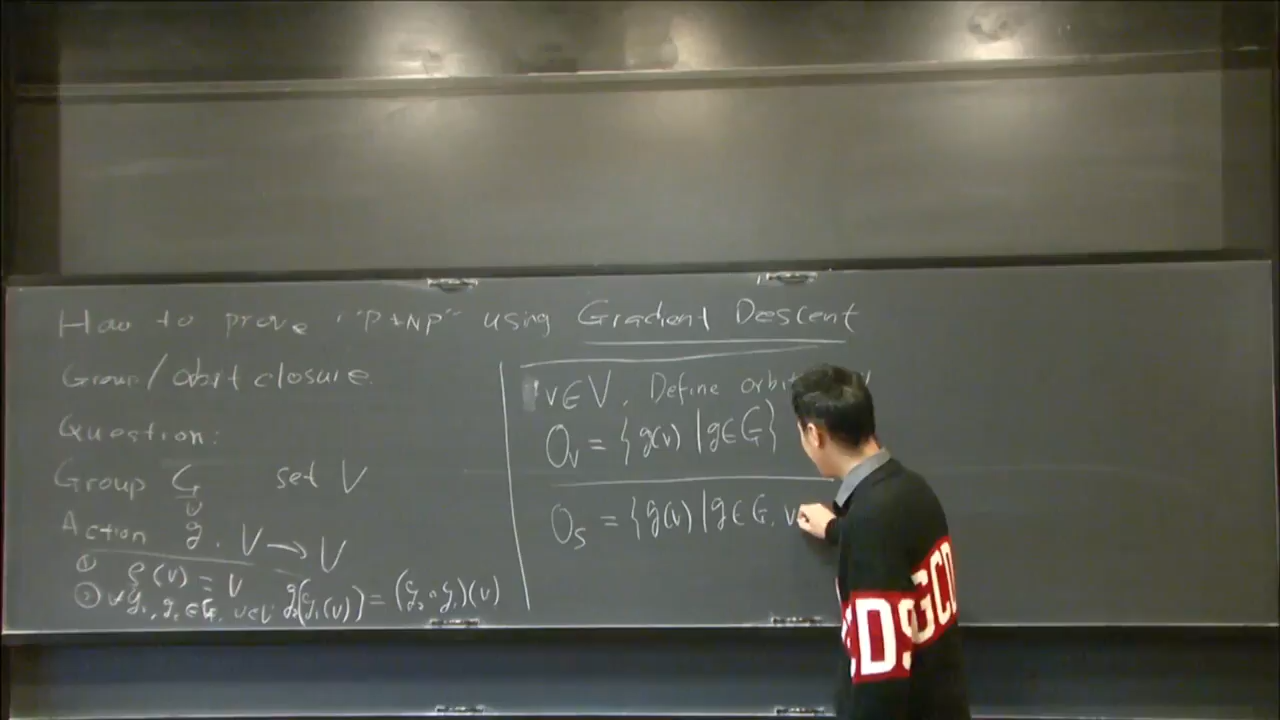 How to prove "P≠NP" using Gradient Descent
Group/orbit closure.
Question:
Group G set V
Action g. V → V
① e(v) = v
② ∀g₁, g₂ ∈ G, v∈V g₂(g₁(v)) = (g₂∘g₁)(v)
v∈V. Define orbit
O_v = {g(v) | g∈G}
O_S = {g(v) | g∈G, v
DSGCD